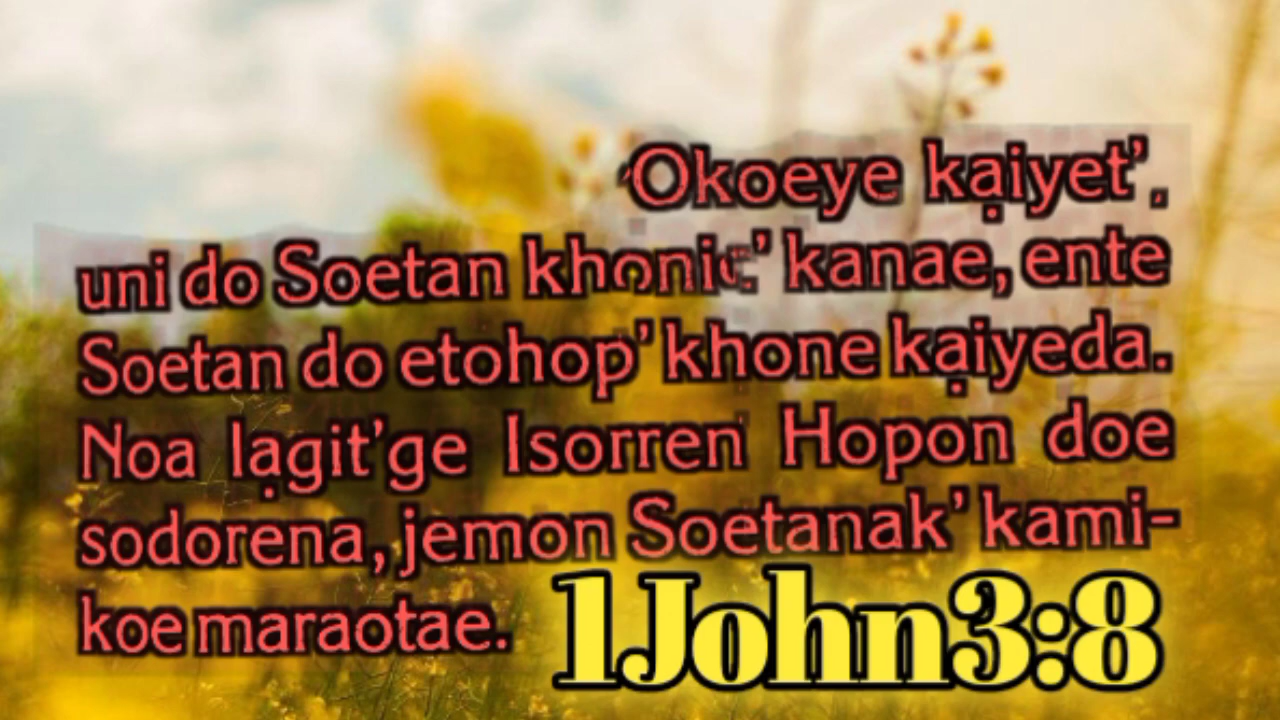 Okoeye kạiyet’,
uni do Soetan khonic’ kanae, ente
Soetan do etohop’ khone kạiyeda.
Noa lạgit’ge Isorren Hopon doe
sodorena, jemon Soetanak’ kami-
koe maraotae.
1John3:8